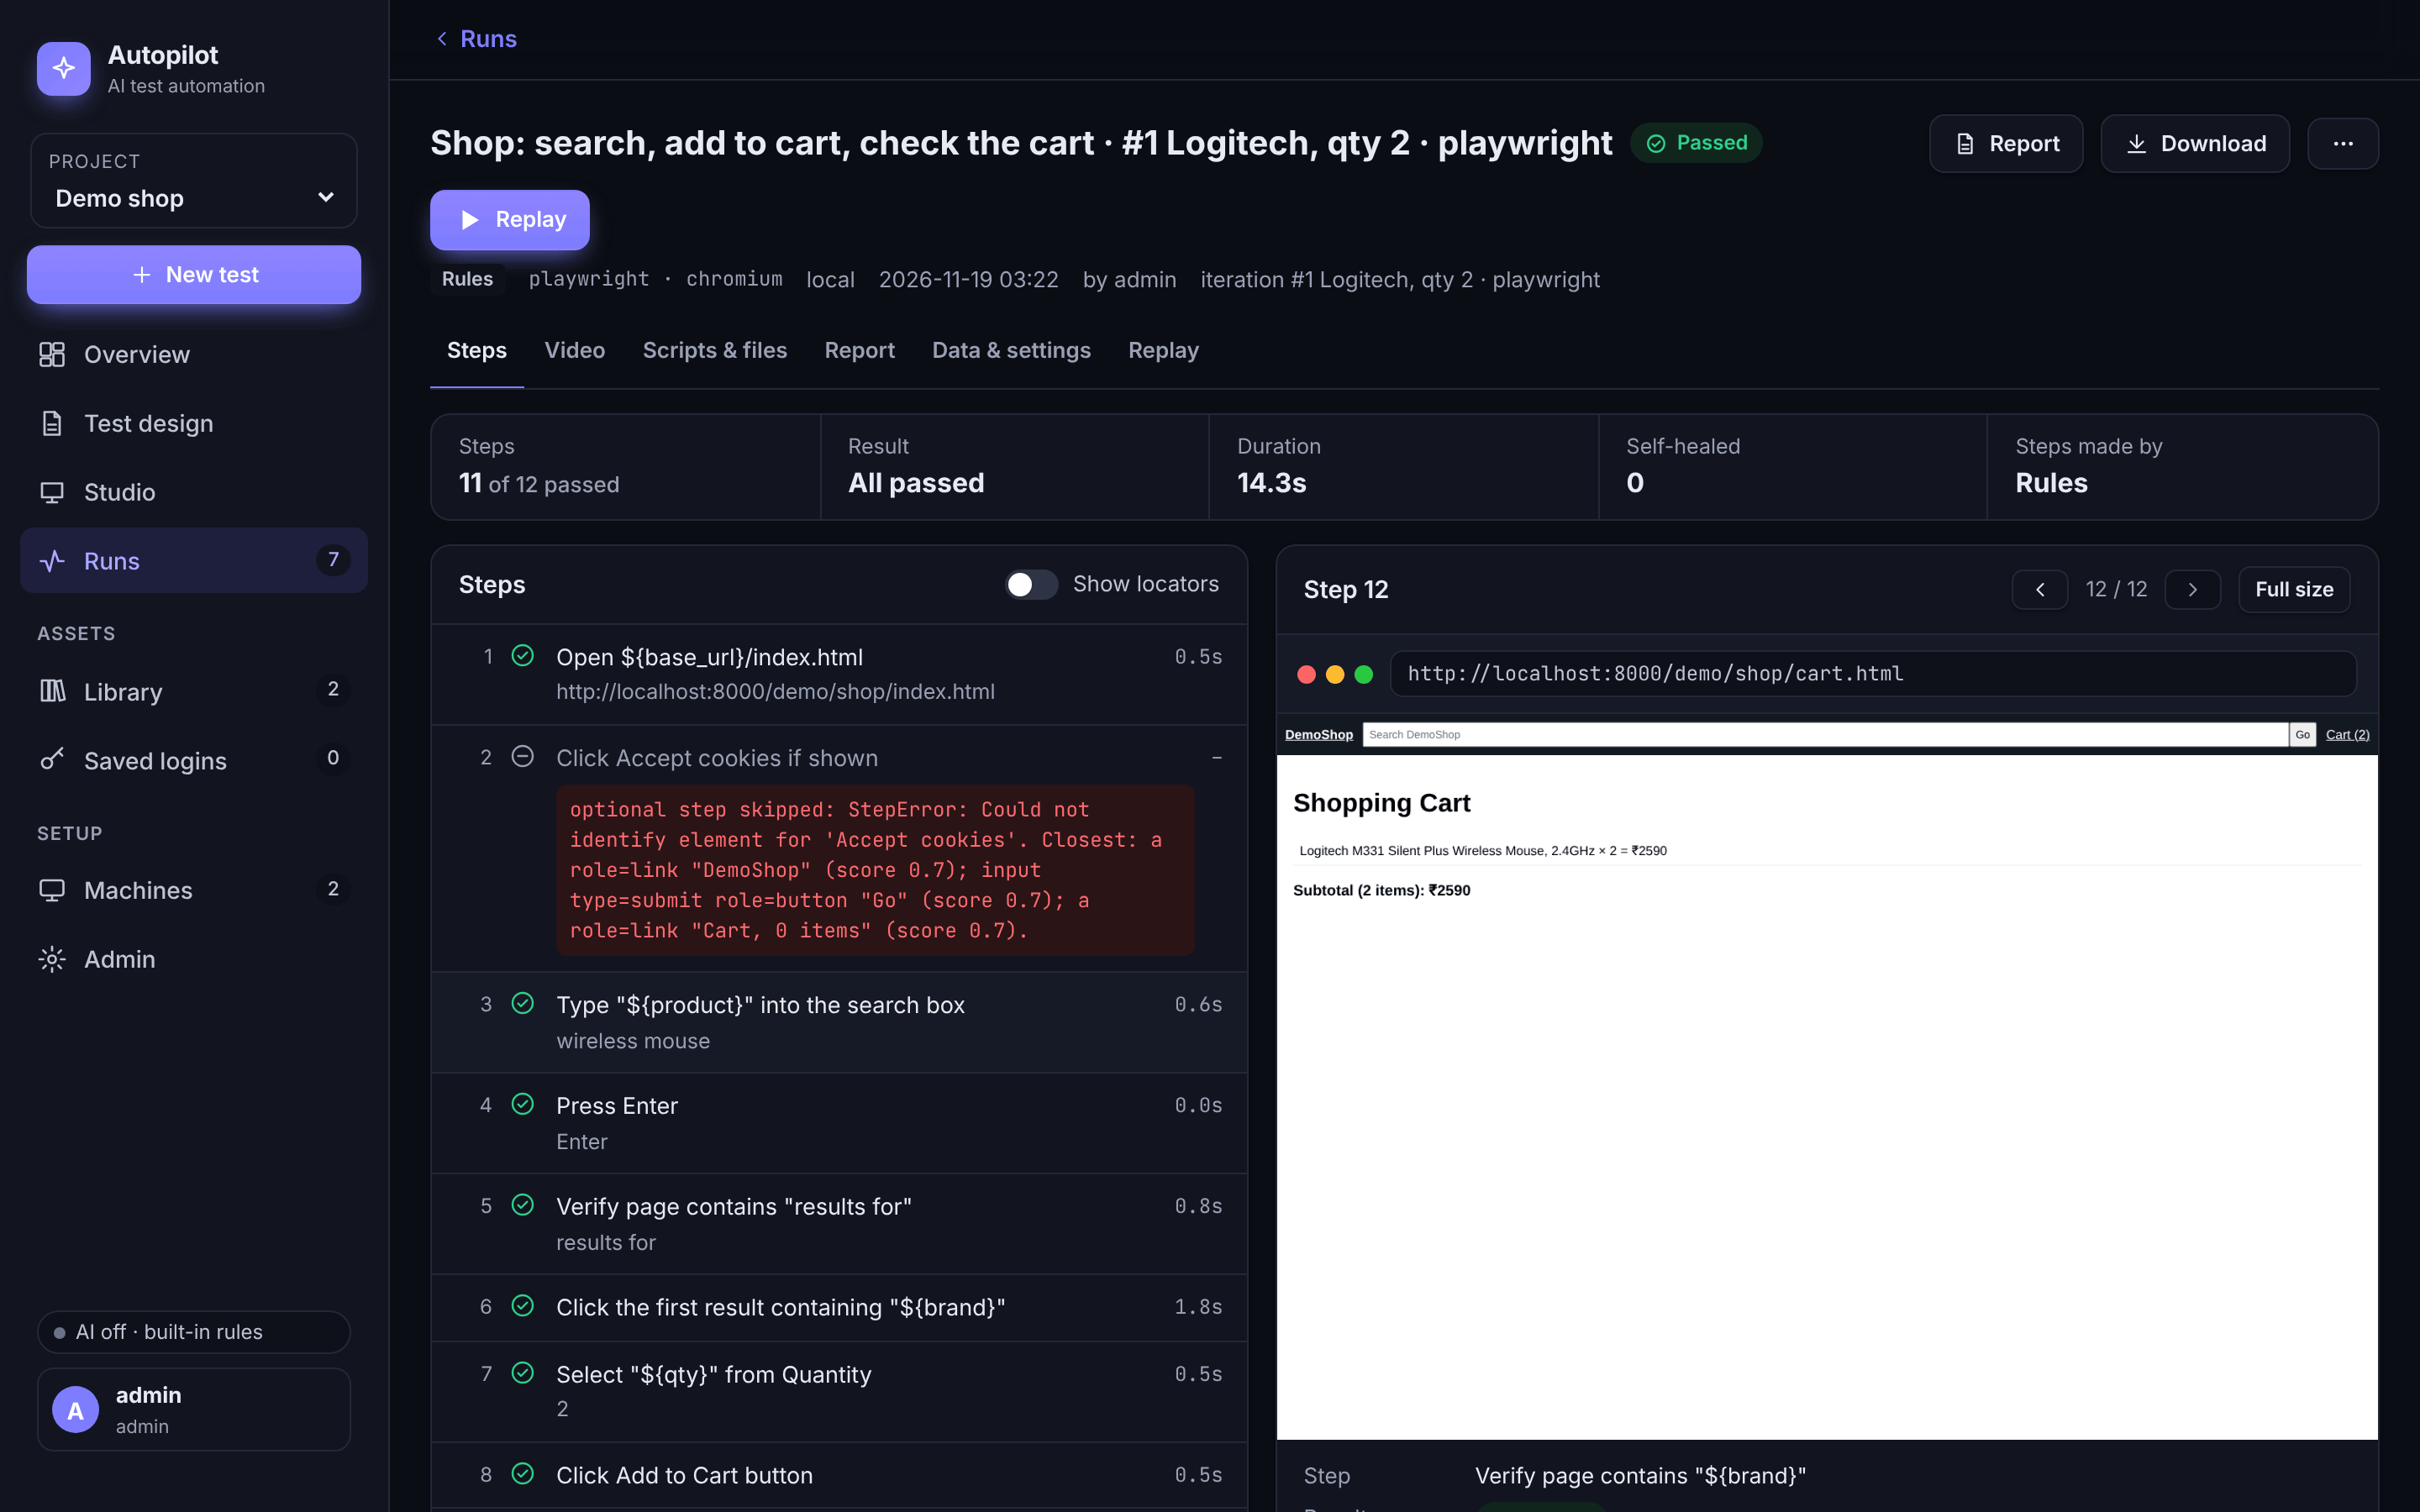 Autopilot
AI test automation
PROJECT
Demo shop
New test
Overview
Test design
Studio
Runs 7
ASSETS
Library 2
Saved logins 0
SETUP
Machines 2
Admin
AI off · built-in rules
A
admin
admin
Runs
Shop: search, add to cart, check the cart · #1 Logitech, qty 2 · playwright
Passed
Report
Download
Replay
Rules playwright · chromium local 2026-11-19 03:22 by admin iteration #1 Logitech, qty 2 · playwright
Steps Video Scripts & files Report Data & settings Replay
Steps
11 of 12 passed
Result
All passed
Duration
14.3s
Self-healed
0
Steps made by
Rules
Steps
Show locators
1 Open ${base_url}/index.html 0.5s
http://localhost:8000/demo/shop/index.html
2 Click Accept cookies if shown –
optional step skipped: StepError: Could not
identify element for 'Accept cookies'. Closest: a
role=link "DemoShop" (score 0.7); input
type=submit role=button "Go" (score 0.7); a
role=link "Cart, 0 items" (score 0.7).
3 Type "${product}" into the search box 0.6s
wireless mouse
4 Press Enter 0.0s
Enter
5 Verify page contains "results for" 0.8s
results for
6 Click the first result containing "${brand}" 1.8s
7 Select "${qty}" from Quantity 0.5s
2
8 Click Add to Cart button 0.5s
Step 12
12 / 12
Full size
http://localhost:8000/demo/shop/cart.html
DemoShop
Search DemoShop
Go
Cart (2)
Shopping Cart
Logitech M331 Silent Plus Wireless Mouse, 2.4GHz × 2 = ₹2590
Subtotal (2 items): ₹2590
Step Verify page contains "${brand}"